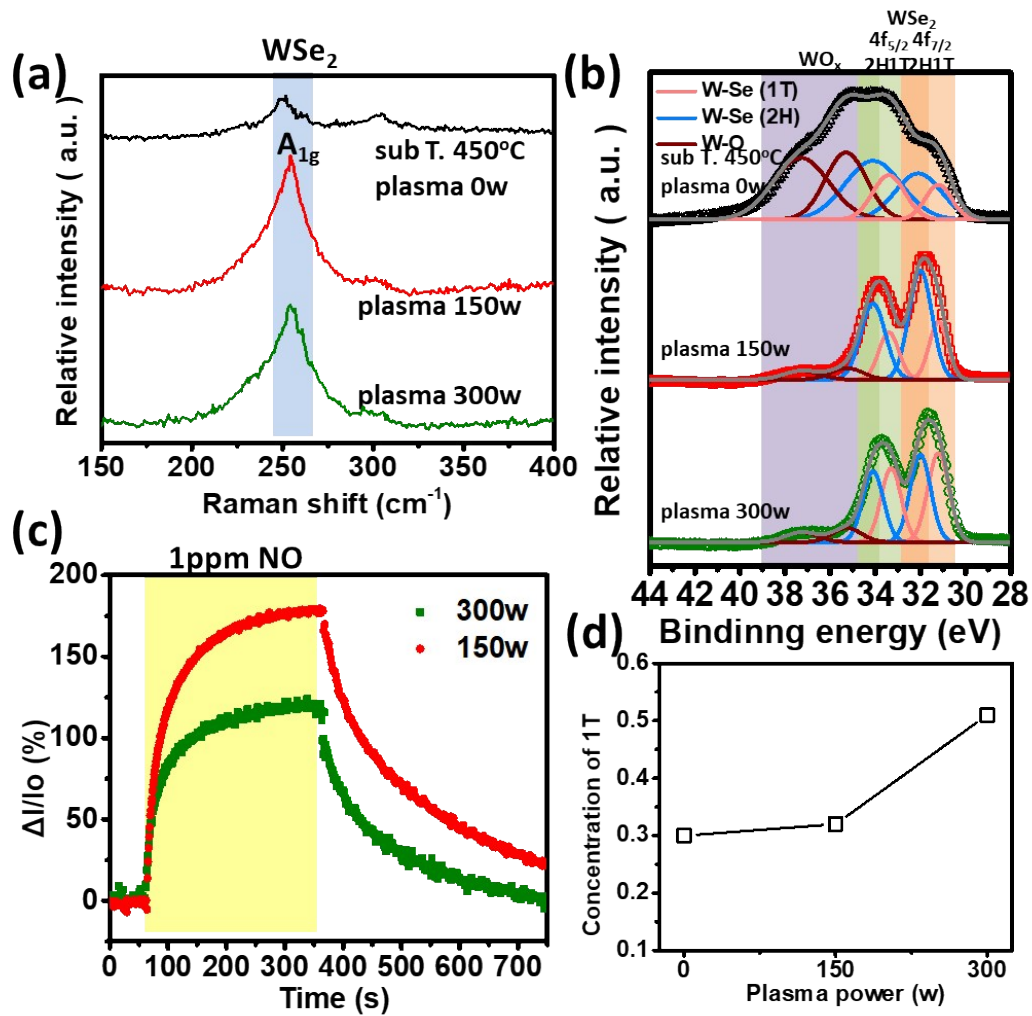 (a)
WSe2
Relative intensity ( a.u.)
A1g
sub T. 450°C
plasma 0w
plasma 150w
plasma 300w
150 200 250 300 350 400
Raman shift (cm-1)
(b)
WSe2
WOx 4f5/2 4f7/2
2H1T2H1T
Relative intensity ( a.u.)
W-Se (1T)
W-Se (2H)
W-O
sub T. 450°C
plasma 0w
plasma 150w
plasma 300w
44 42 40 38 36 34 32 30 28
Bindinng energy (eV)
(c)
1ppm NO
ΔI/Io (%)
200
150
100
50
0
300w
150w
0 100 200 300 400 500 600 700
Time (s)
(d)
Concentration of 1T
0.6
0.5
0.4
0.3
0.2
0.1
0 150 300
Plasma power (w)